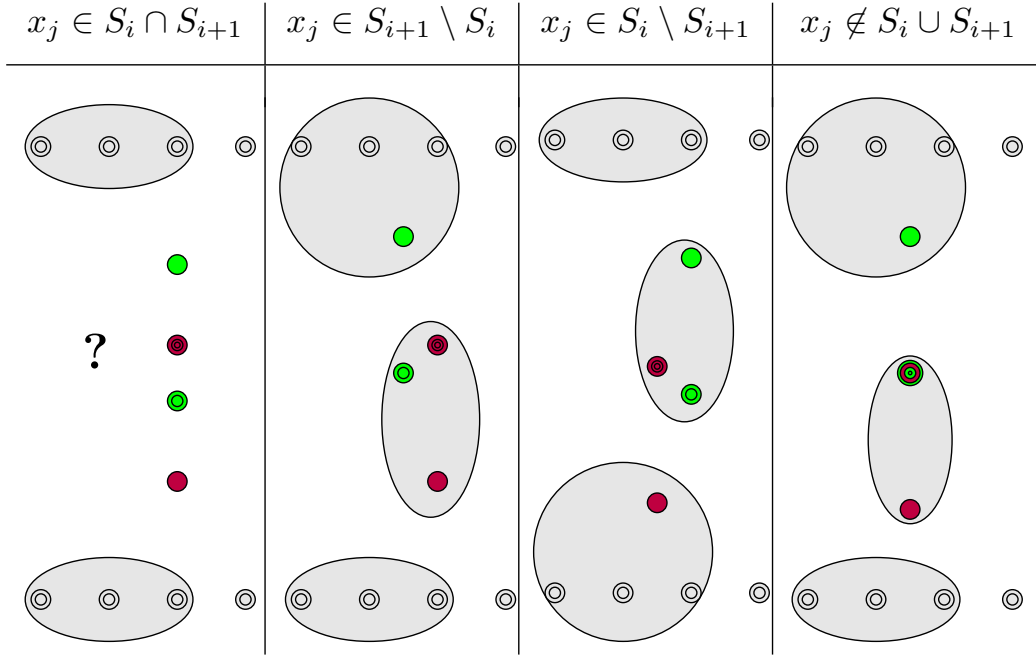 x_j ∈ S_i ∩ S_{i+1} x_j ∈ S_{i+1} \ S_i x_j ∈ S_i \ S_{i+1} x_j ∉ S_i ∪ S_{i+1}
?